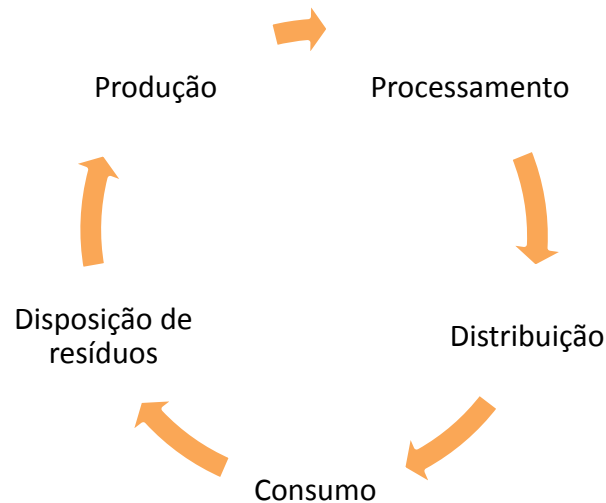 Produção
Processamento
Distribuição
Consumo
Disposição de
resíduos